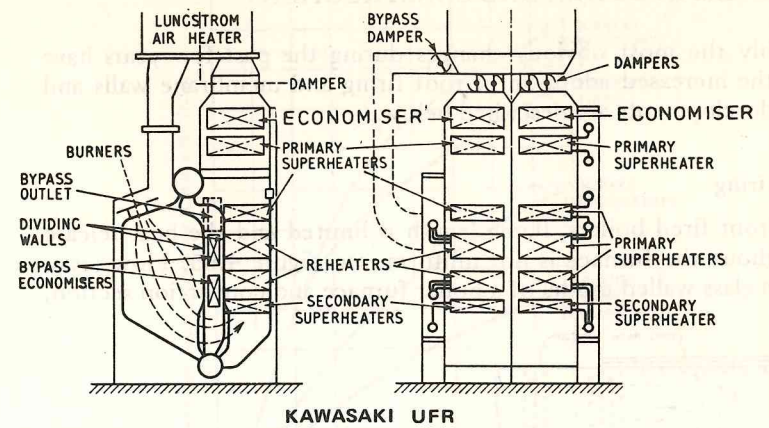 LUNGSTROM
AIR HEATER
BYPASS
DAMPER
DAMPERS
DAMPER
ECONOMISER
ECONOMISER
BURNERS
PRIMARY
SUPERHEATERS
PRIMARY
SUPERHEATER
BYPASS
OUTLET
DIVIDING
WALLS
BYPASS
ECONOMISERS
REHEATERS
PRIMARY
SUPERHEATERS
SECONDARY
SUPERHEATERS
SECONDARY
SUPERHEATER
KAWASAKI UFR